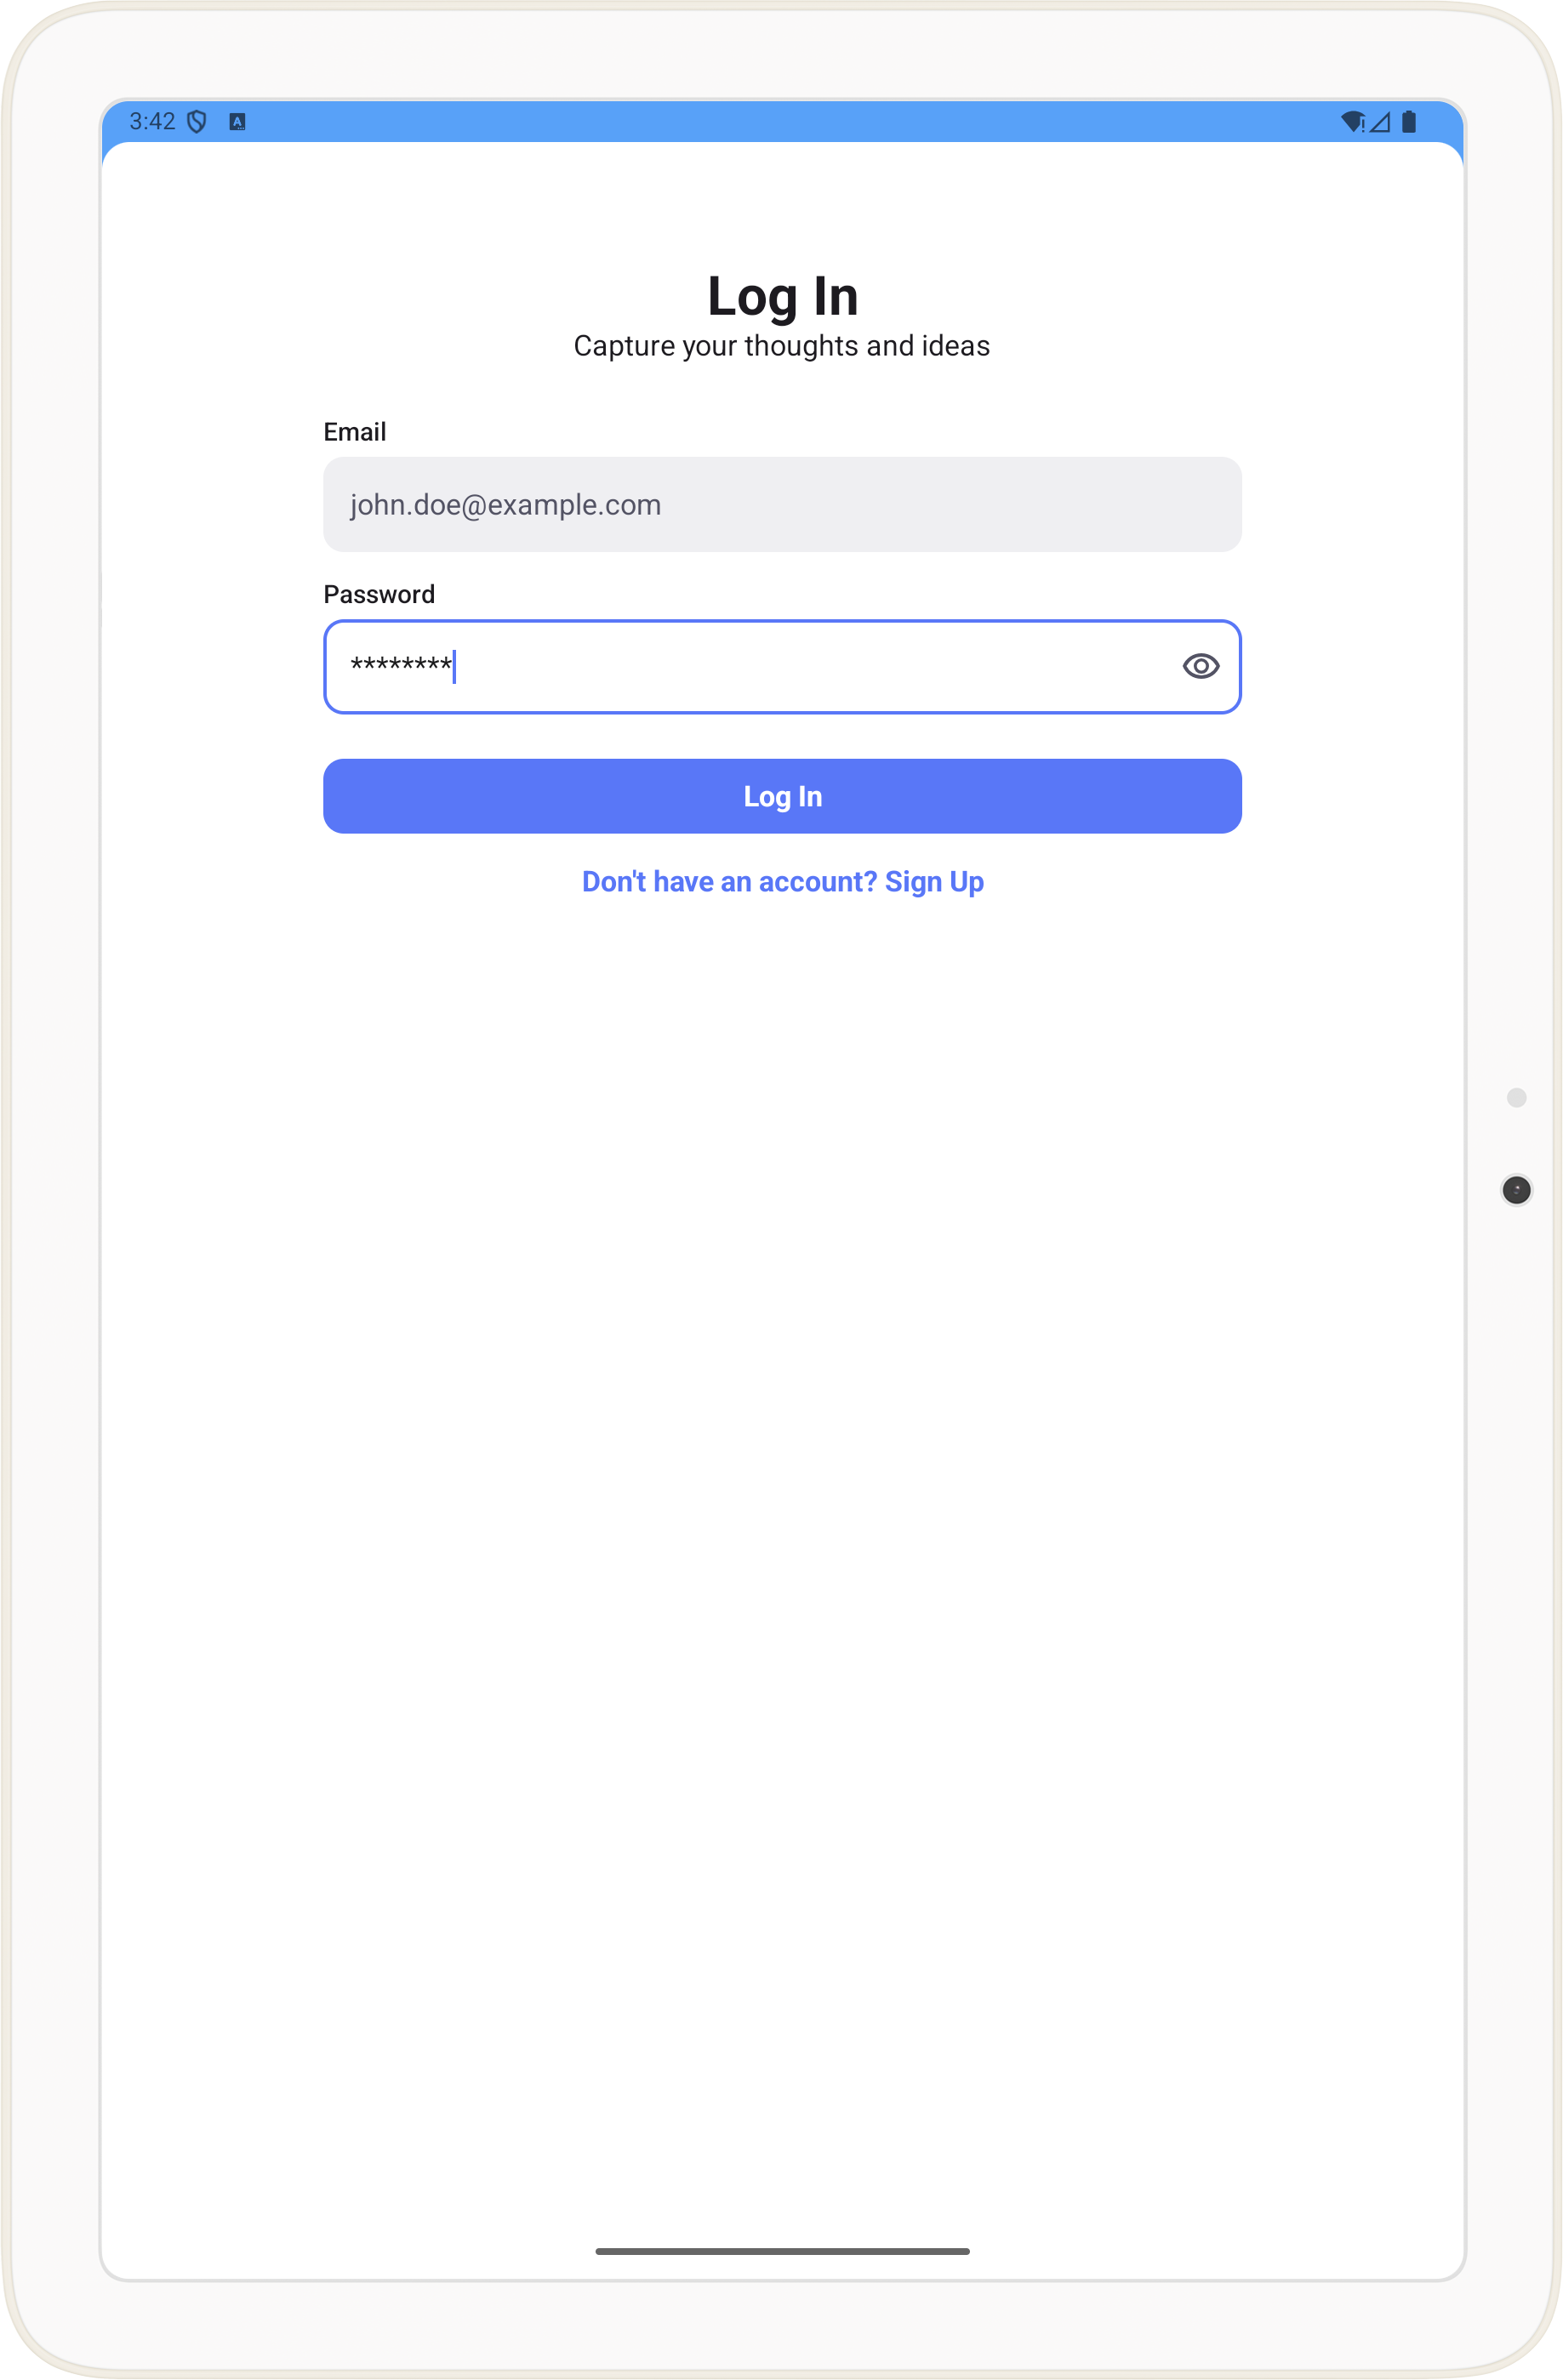 3:42
Log In
Capture your thoughts and ideas
Email
john.doe@example.com
Password
********
Log In
Don't have an account? Sign Up